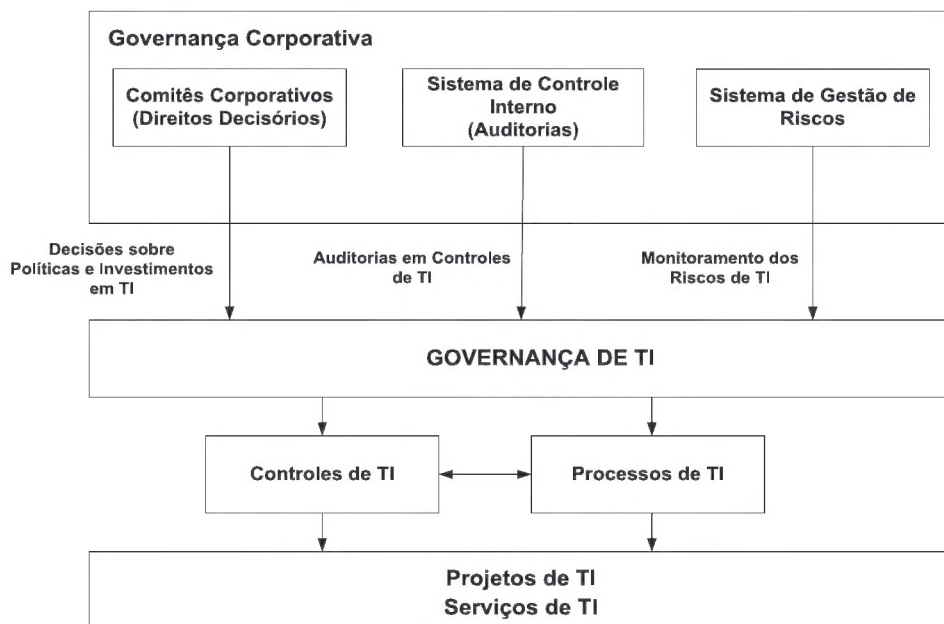 Governança Corporativa
Comitês Corporativos
(Direitos Decisórios)
Sistema de Controle
Interno
(Auditorias)
Sistema de Gestão de
Riscos
Decisões sobre
Políticas e Investimentos
em TI
Auditorias em Controles
de TI
Monitoramento dos
Riscos de TI
GOVERNANÇA DE TI
Controles de TI
Processos de TI
Projetos de TI
Serviços de TI